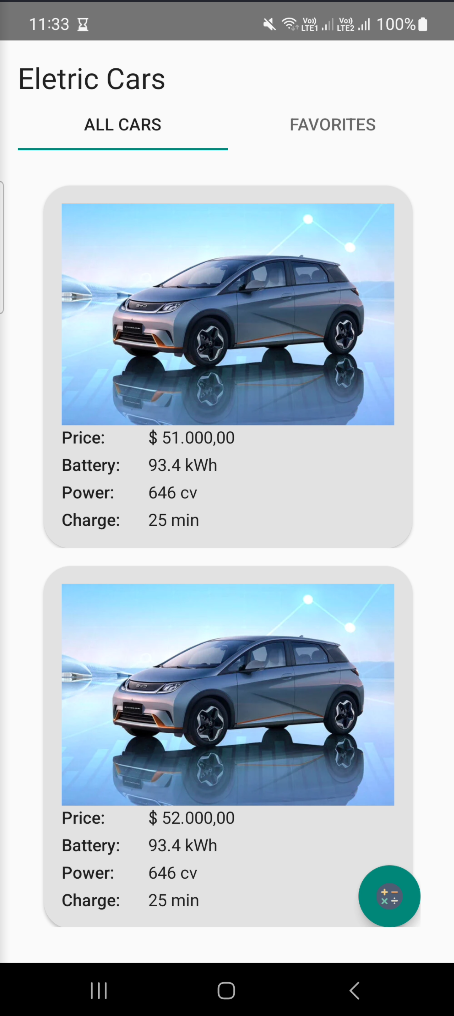 11:33
Vo)) LTE1 Vo)) LTE2 100%
Eletric Cars
ALL CARS FAVORITES
Price: $ 51.000,00
Battery: 93.4 kWh
Power: 646 cv
Charge: 25 min
Price: $ 52.000,00
Battery: 93.4 kWh
Power: 646 cv
Charge: 25 min